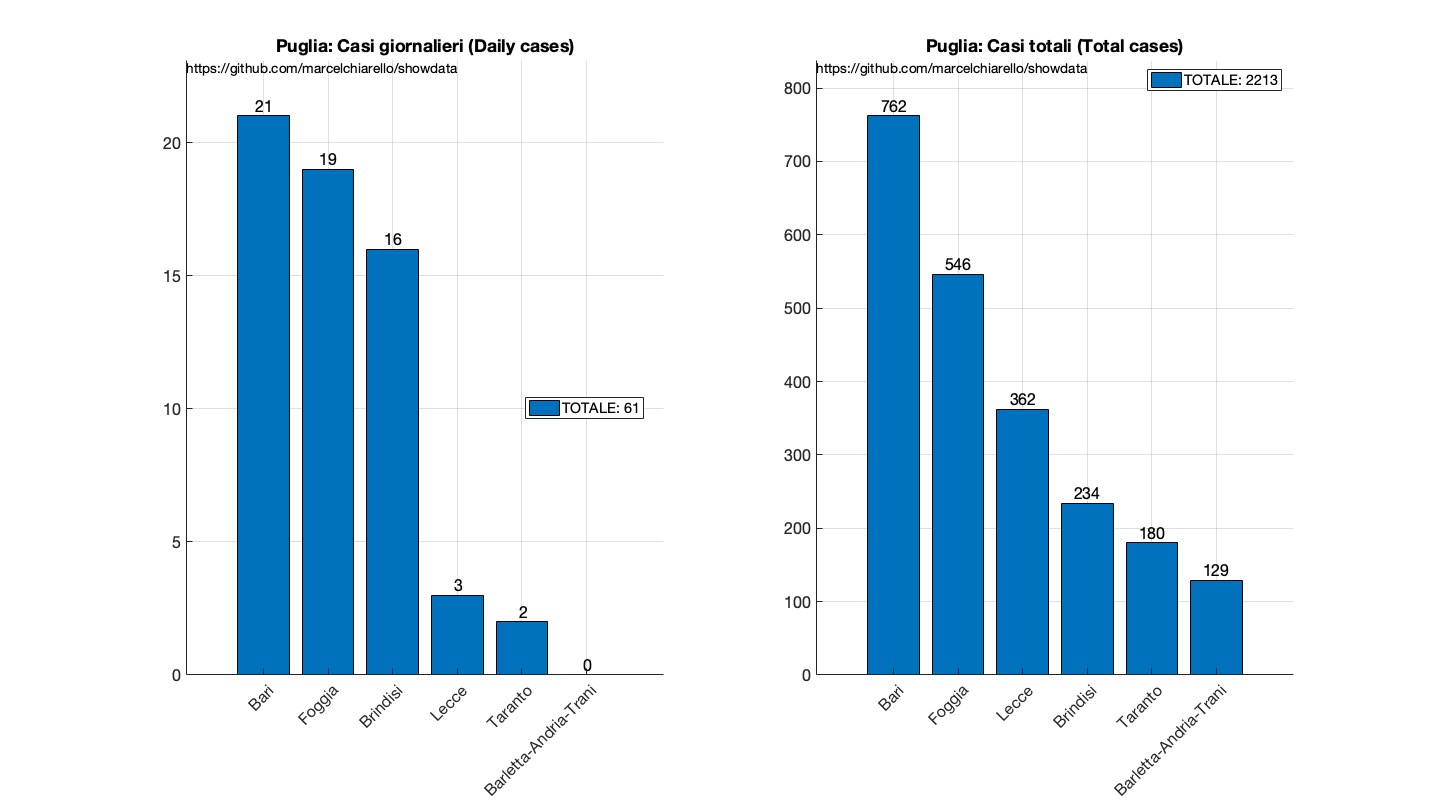 Puglia: Casi giornalieri (Daily cases)
https://github.com/marcelchiarello/showdata
21
19
16
3
2
0
20
15
10
5
0
TOTALE: 61
Bari
Foggia
Brindisi
Lecce
Taranto
Barletta-Andria-Trani
Puglia: Casi totali (Total cases)
https://github.com/marcelchiarello/showdata
TOTALE: 2213
762
546
362
234
180
129
800
700
600
500
400
300
200
100
0
Bari
Foggia
Lecce
Brindisi
Taranto
Barletta-Andria-Trani